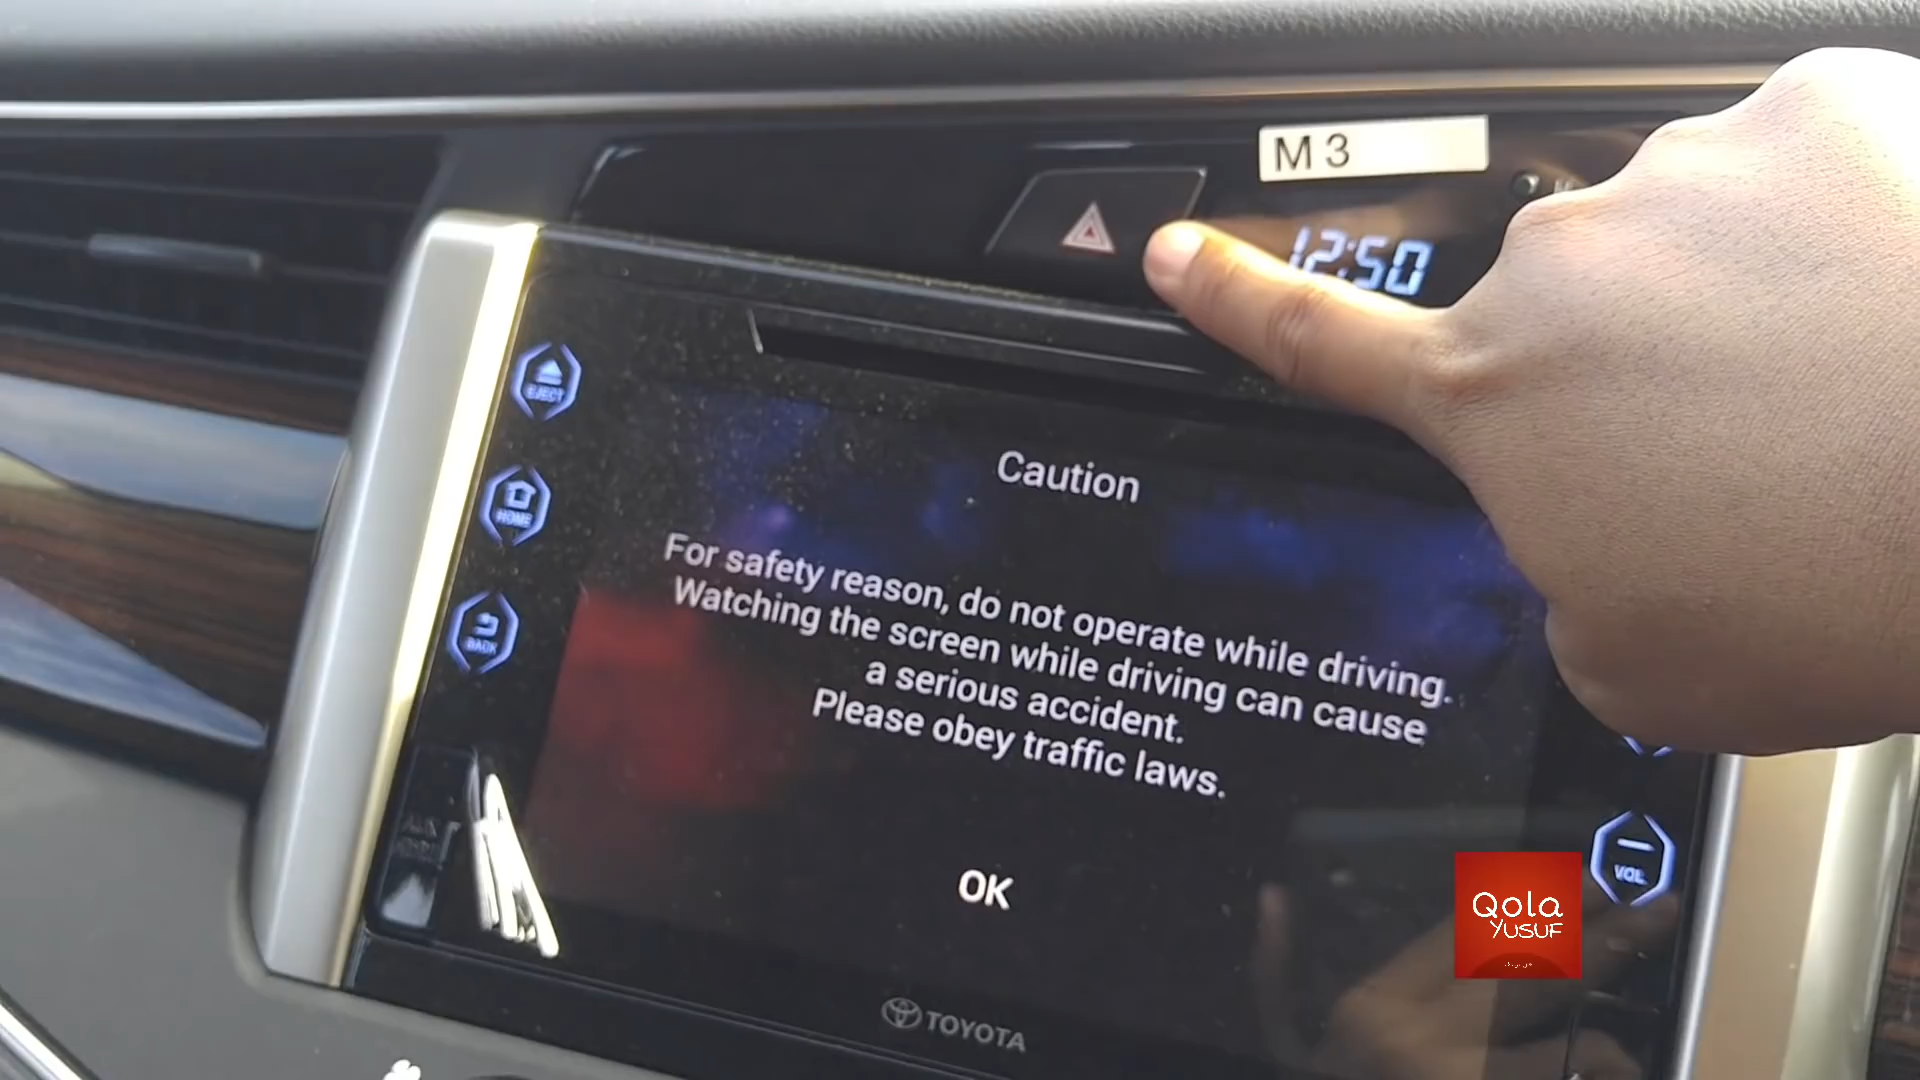 M 3
12:50
EJECT
HOME
BACK
Caution
For safety reason, do not operate while driving.
Watching the screen while driving can cause
a serious accident.
Please obey traffic laws.
OK
VOL
Qola
YUSUF
TOYOTA